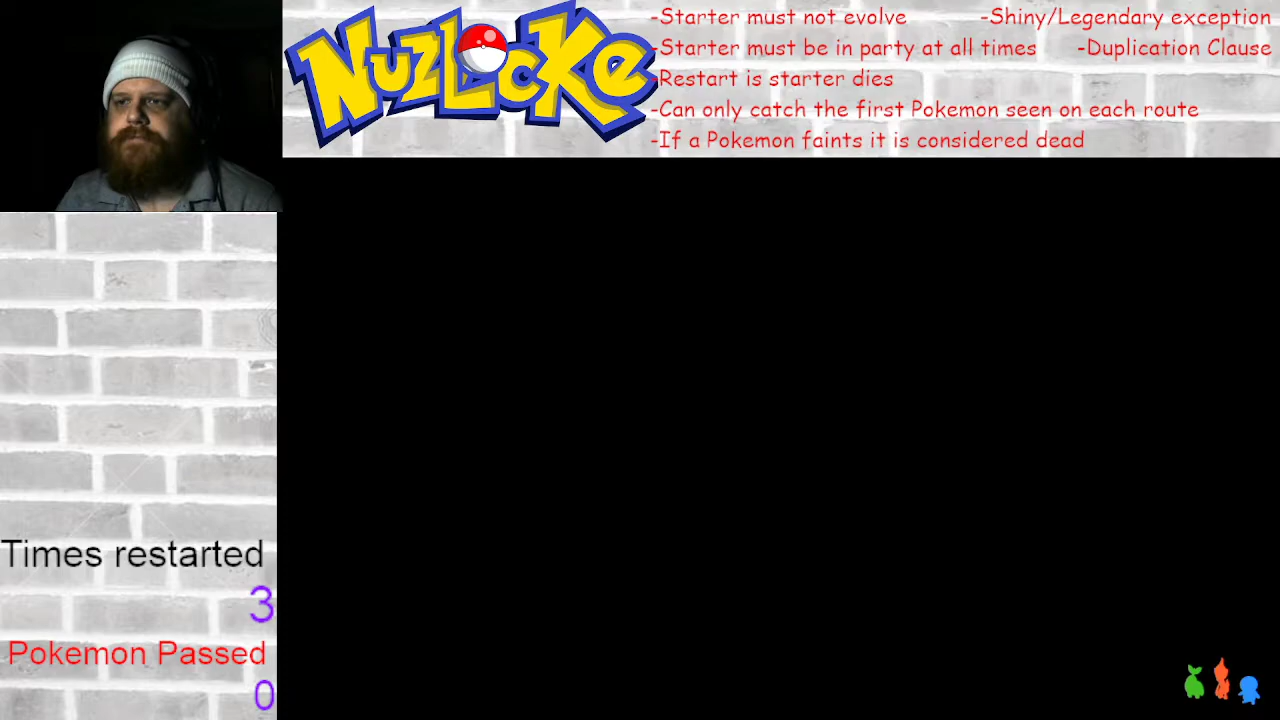 NUZLOCKE
-Starter must not evolve
-Shiny/Legendary exception
-Starter must be in party at all times
-Duplication Clause
Restart is starter dies
-Can only catch the first Pokemon seen on each route
-If a Pokemon faints it is considered dead
Times restarted
3
Pokemon Passed
0